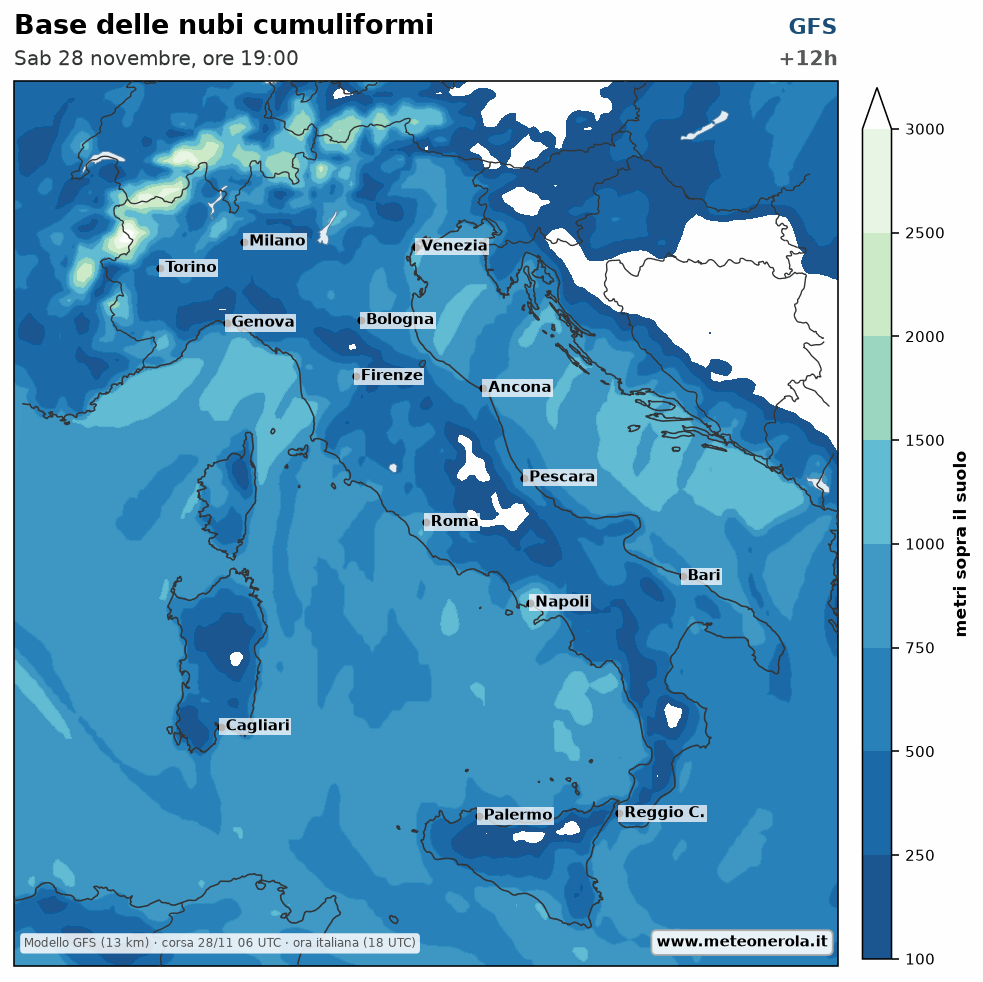 Base delle nubi cumuliformi
GFS
Sab 28 novembre, ore 19:00
+12h
3000
2500
2000
1500
1000
750
500
250
100
metri sopra il suolo
Milano
Venezia
Torino
Genova
Bologna
Firenze
Ancona
Pescara
Roma
Bari
Napoli
Cagliari
Palermo
Reggio C.
Modello GFS (13 km) · corsa 28/11 06 UTC · ora italiana (18 UTC)
www.meteonerola.it